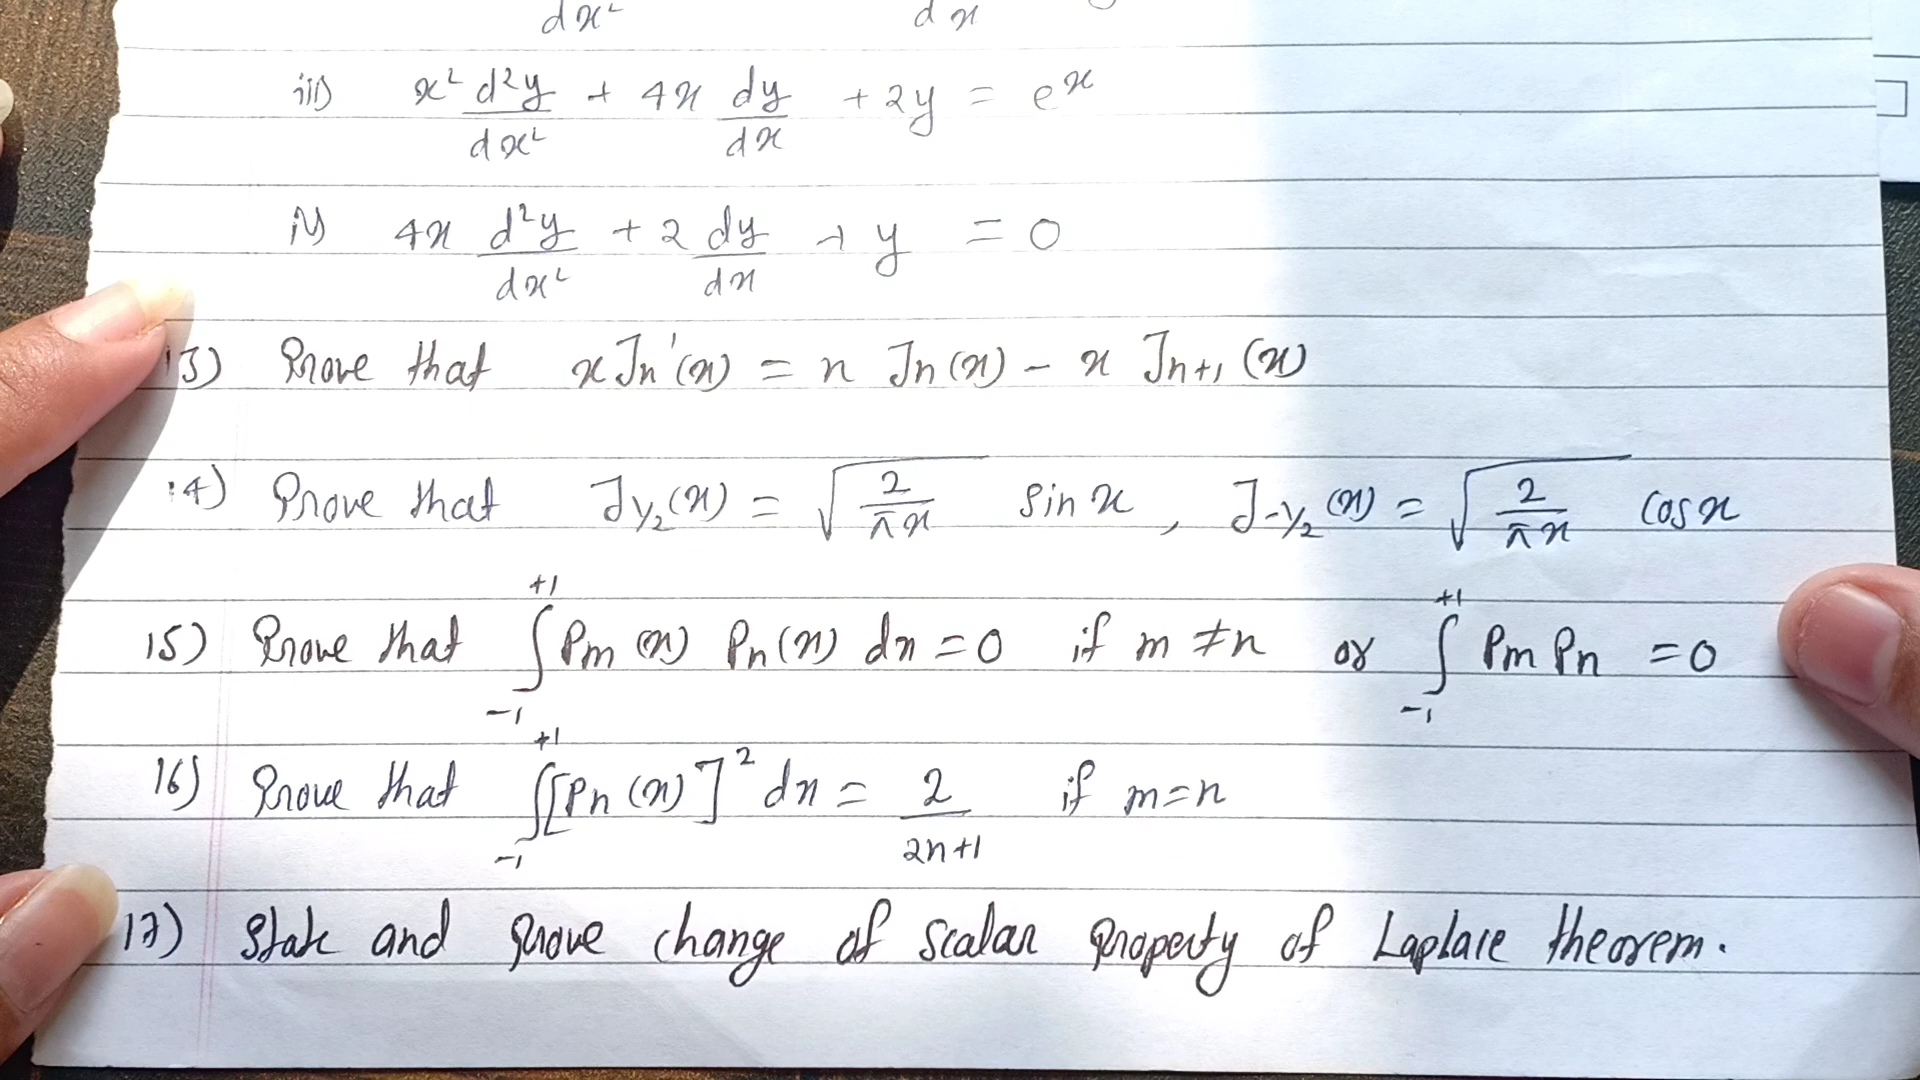 dx² dx
iii) x² d²y/dx² + 4x dy/dx + 2y = eˣ
iv) 4x d²y/dx² + 2 dy/dx + y = 0
13) Prove that x Jn'(x) = n Jn(x) - x Jn+1 (x)
14) Prove that J1/2(x) = √(2/πx) sin x, J-1/2(x) = √(2/πx) cos x
15) Prove that ∫₋₁⁺¹ Pm(x) Pn(x) dx = 0 if m ≠ n or ∫₋₁⁺¹ Pm Pn = 0
16) Prove that ∫₋₁⁺¹ [Pn(x)]² dx = 2/2n+1 if m=n
17) State and prove change of Scalar Property of Laplace theorem.